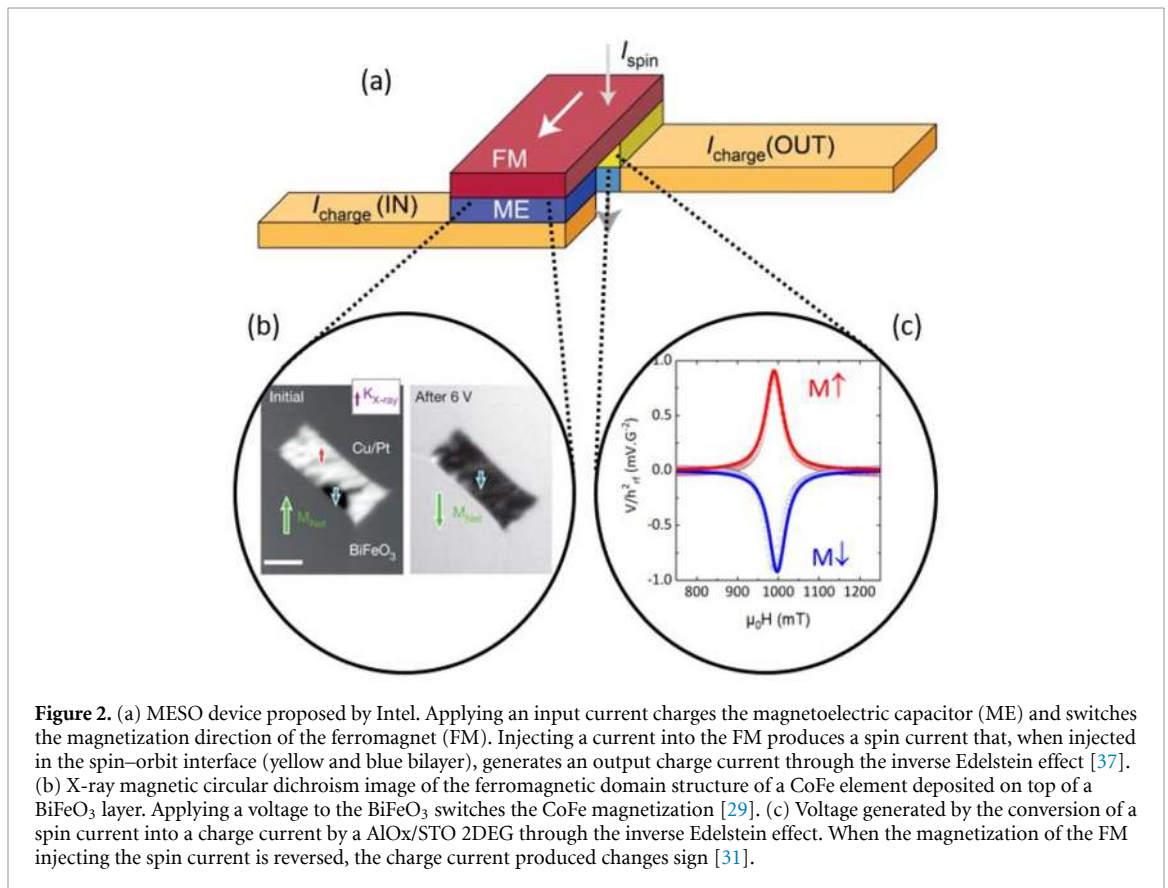 (a)
I_spin
FM
I_charge(OUT)
I_charge (IN)
ME
(b)
(c)
Initial
K_X-ray
After 6 V
Cu/Pt
M_Net
M_Net
BiFeO₃
1.0
0.5
0.0
-0.5
-1.0
V/h²_rf (mV.G⁻²)
M↑
M↓
800 900 1000 1100 1200
µ₀H (mT)
Figure 2. (a) MESO device proposed by Intel. Applying an input current charges the magnetoelectric capacitor (ME) and switches
the magnetization direction of the ferromagnet (FM). Injecting a current into the FM produces a spin current that, when injected
in the spin–orbit interface (yellow and blue bilayer), generates an output charge current through the inverse Edelstein effect [37].
(b) X-ray magnetic circular dichroism image of the ferromagnetic domain structure of a CoFe element deposited on top of a
BiFeO₃ layer. Applying a voltage to the BiFeO₃ switches the CoFe magnetization [29]. (c) Voltage generated by the conversion of a
spin current into a charge current by a AlOx/STO 2DEG through the inverse Edelstein effect. When the magnetization of the FM
injecting the spin current is reversed, the charge current produced changes sign [31].